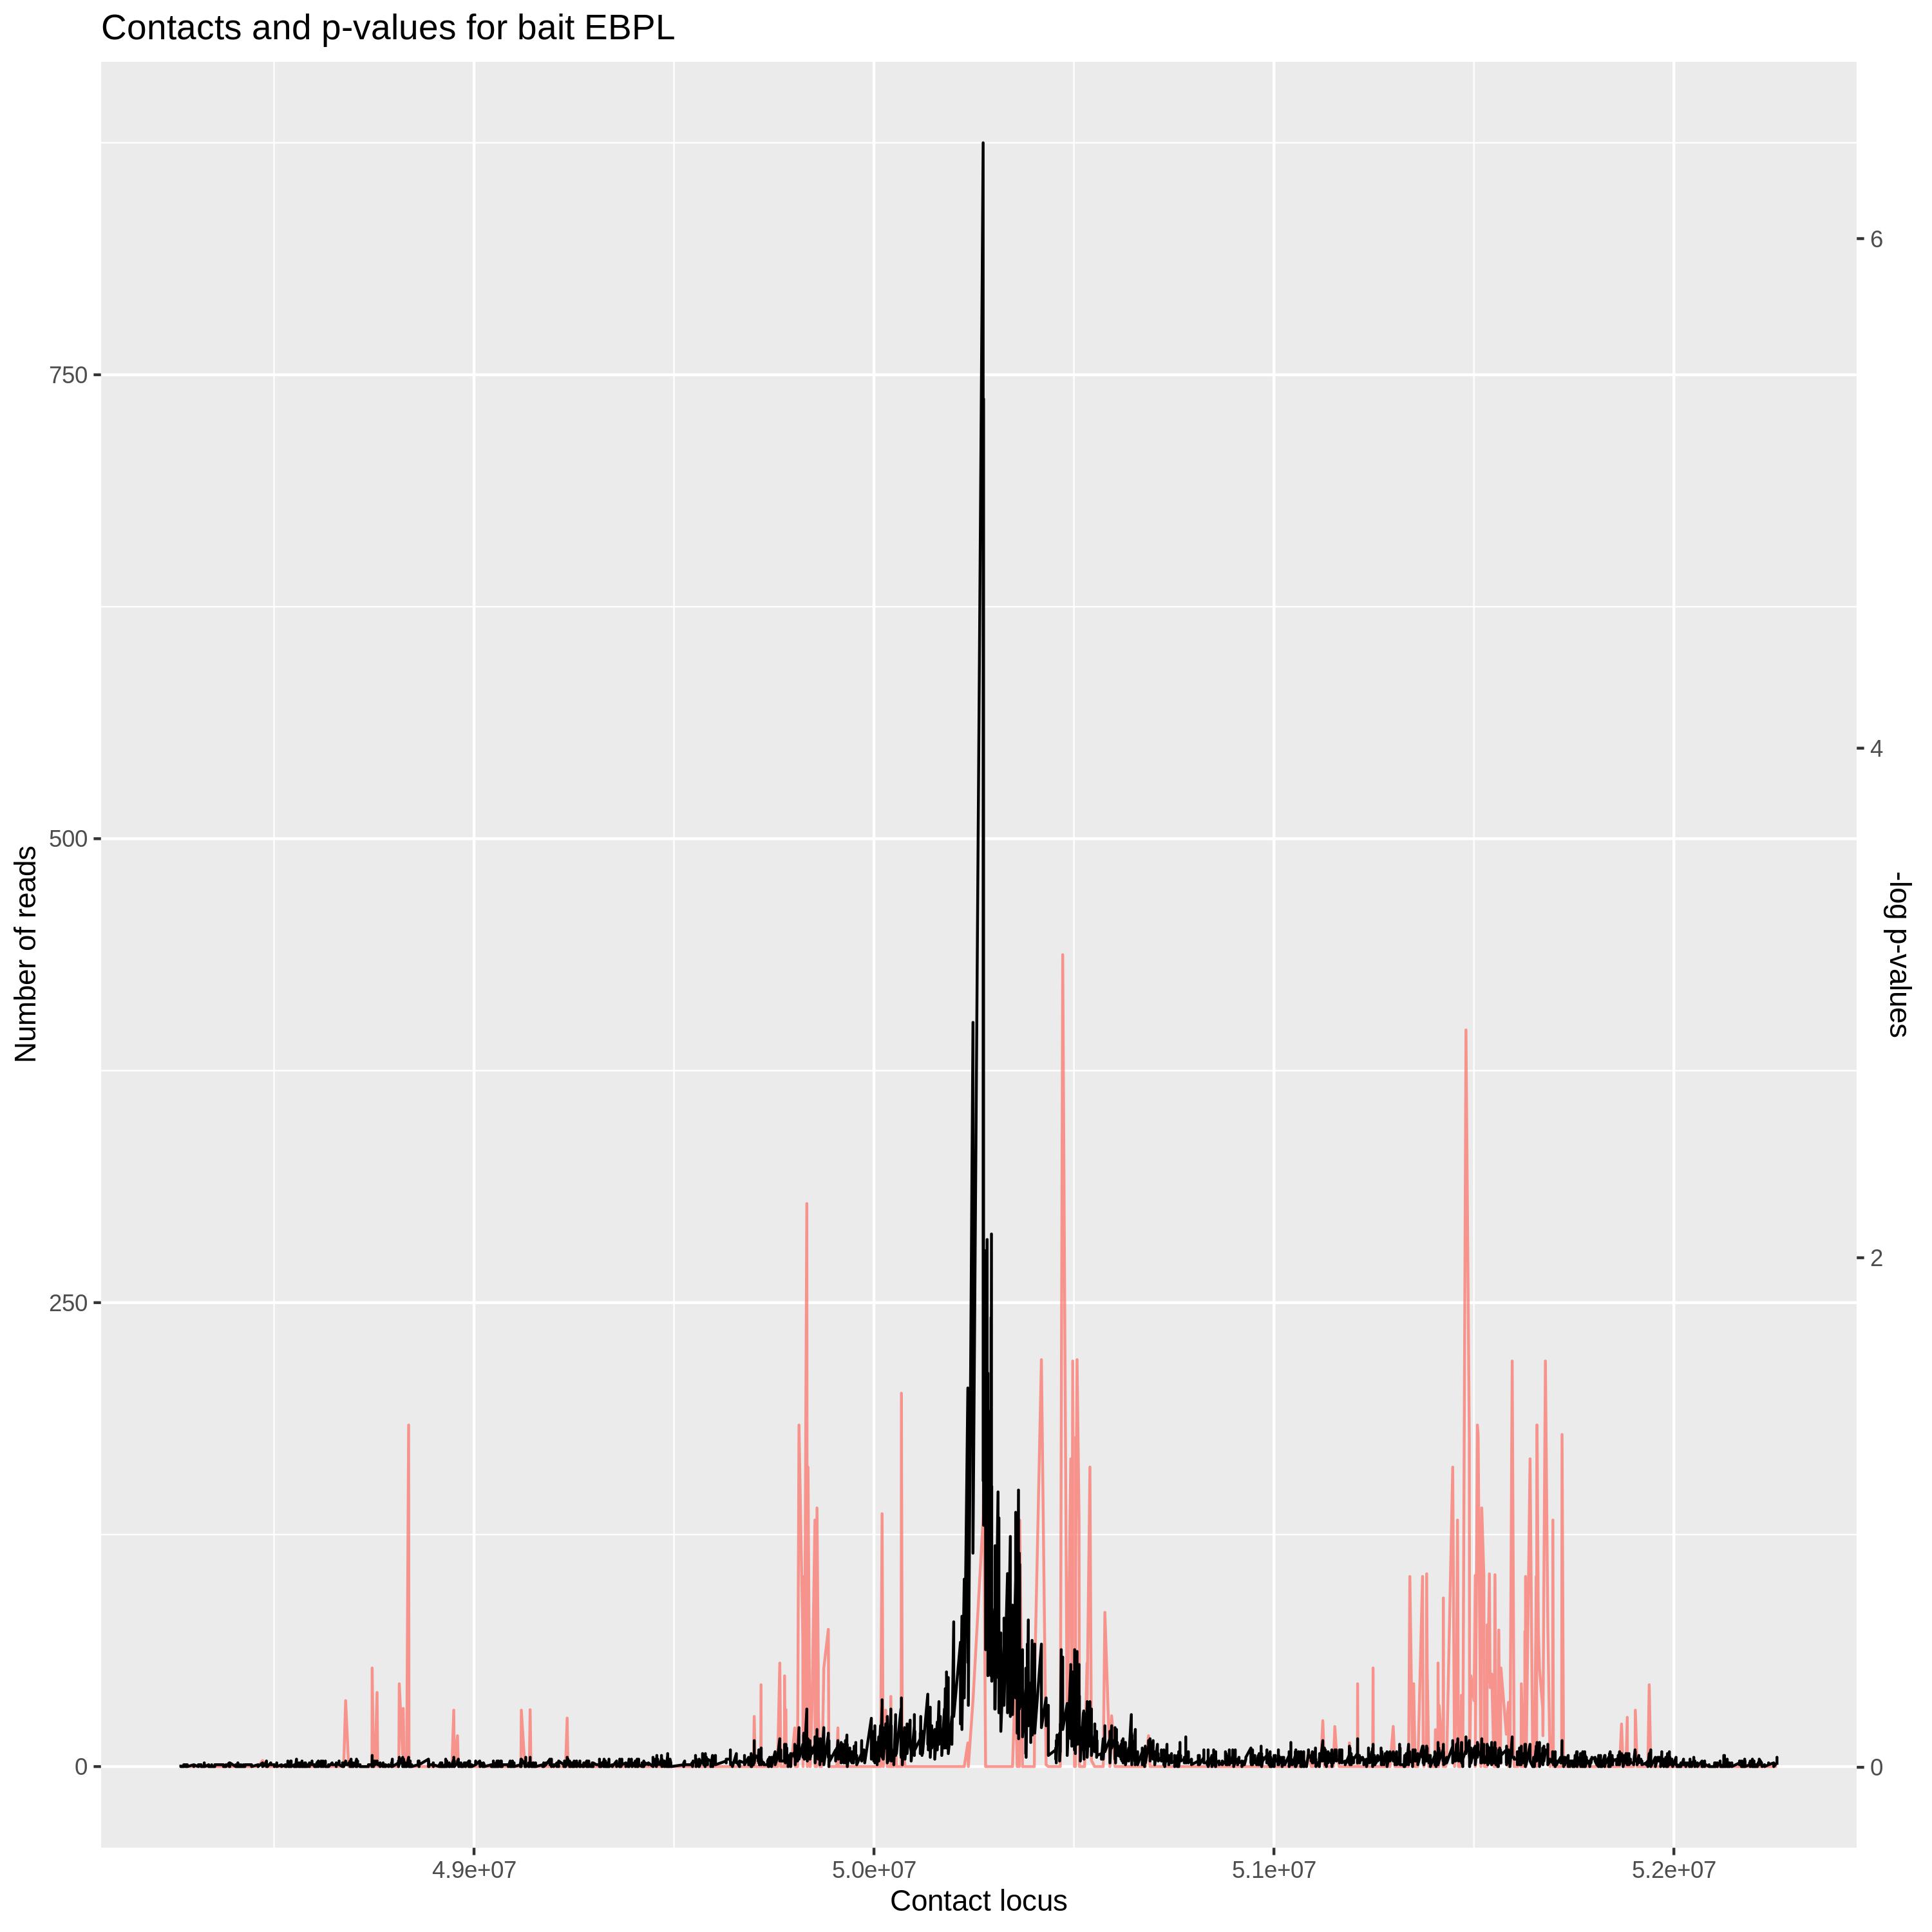 Contacts and p-values for bait EBPL
Number of reads
750
500
250
0
6
4
2
0
-log p-values
4.9e+07 5.0e+07 5.1e+07 5.2e+07
Contact locus